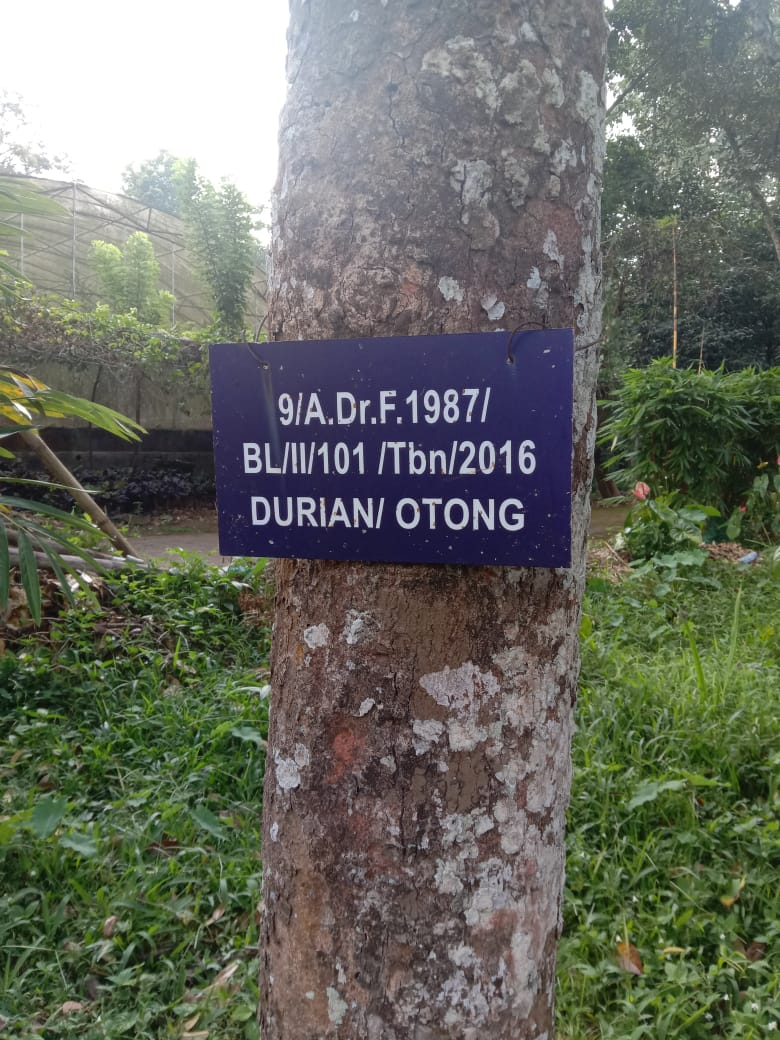 9/A.Dr.F.1987/
BL/II/101 /Tbn/2016
DURIAN/ OTONG